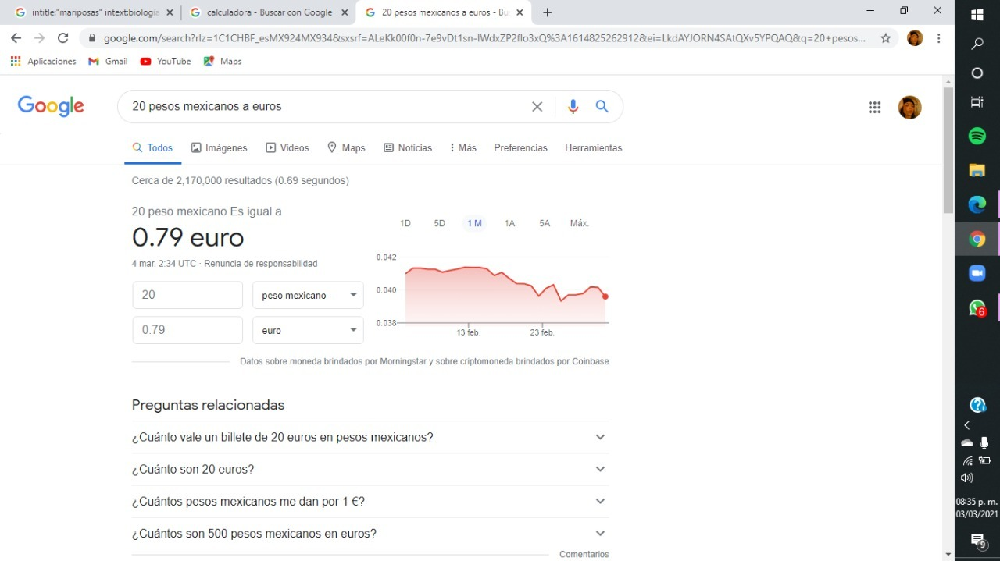 intitle:"mariposas" intext:biología
calculadora - Buscar con Google
20 pesos mexicanos a euros - Bu
google.com/search?rlz=1C1CHBF_esMX924MX934&sxsrf=ALeKk00f0n-7e9vDt1sn-IWdxZP2flo3xQ%3A1614825262912&ei=LkdAYJORN4SAtQXv5YPQAQ&q=20+pesos...
Aplicaciones Gmail YouTube Maps
Google
20 pesos mexicanos a euros
Todos Imágenes Videos Maps Noticias Más Preferencias Herramientas
Cerca de 2,170,000 resultados (0.69 segundos)
20 peso mexicano Es igual a
0.79 euro
4 mar. 2:34 UTC · Renuncia de responsabilidad
20 peso mexicano
0.79 euro
1D 5D 1 M 1A 5A Máx.
0.042
0.040
0.038
13 feb. 23 feb.
Datos sobre moneda brindados por Morningstar y sobre criptomoneda brindados por Coinbase
Preguntas relacionadas
¿Cuánto vale un billete de 20 euros en pesos mexicanos?
¿Cuánto son 20 euros?
¿Cuántos pesos mexicanos me dan por 1 €?
¿Cuántos son 500 pesos mexicanos en euros?
Comentarios
6
08:35 p. m.
03/03/2021
9